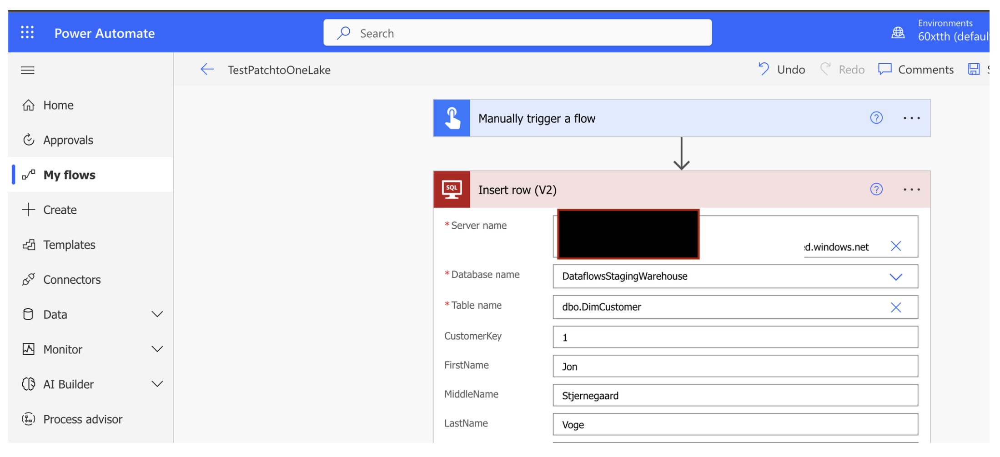 Power Automate
Search
Environments
60xtth (defaul
TestPatchtoOneLake
Undo
Redo
Comments
Home
Approvals
My flows
Create
Templates
Connectors
Data
Monitor
AI Builder
Process advisor
Manually trigger a flow
?
...
SQL
Insert row (V2)
?
...
* Server name
d.windows.net
* Database name
DataflowsStagingWarehouse
* Table name
dbo.DimCustomer
CustomerKey
1
FirstName
Jon
MiddleName
Stjernegaard
LastName
Voge